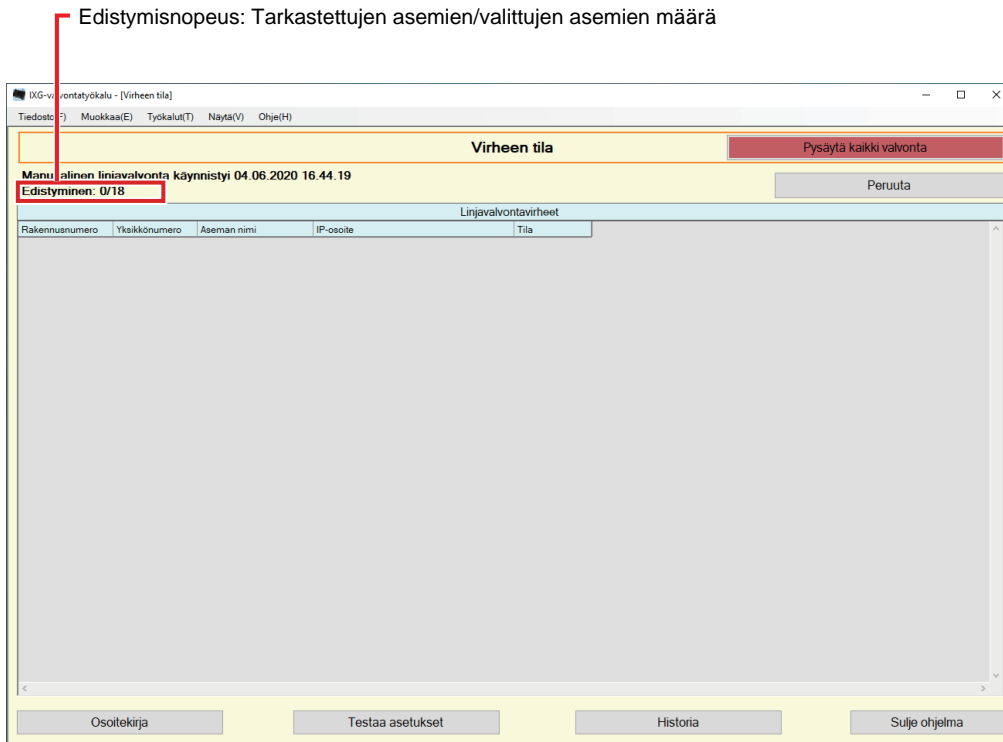 Edistymisnopeus: Tarkastettujen asemien/valittujen asemien määrä
IXG-valvontatyökalu - [Virheen tila]
Tiedosto(F) Muokkaa(E) Työkalut(T) Näytä(V) Ohje(H)
Virheen tila
Pysäytä kaikki valvonta
Manuaalinen linjavalvonta käynnistyi 04.06.2020 16.44.19
Edistyminen: 0/18
Peruuta
Linjavalvontavirheet
Rakennusnumero Yksikkönumero Aseman nimi IP-osoite Tila
Osoitekirja Testaa asetukset Historia Sulje ohjelma